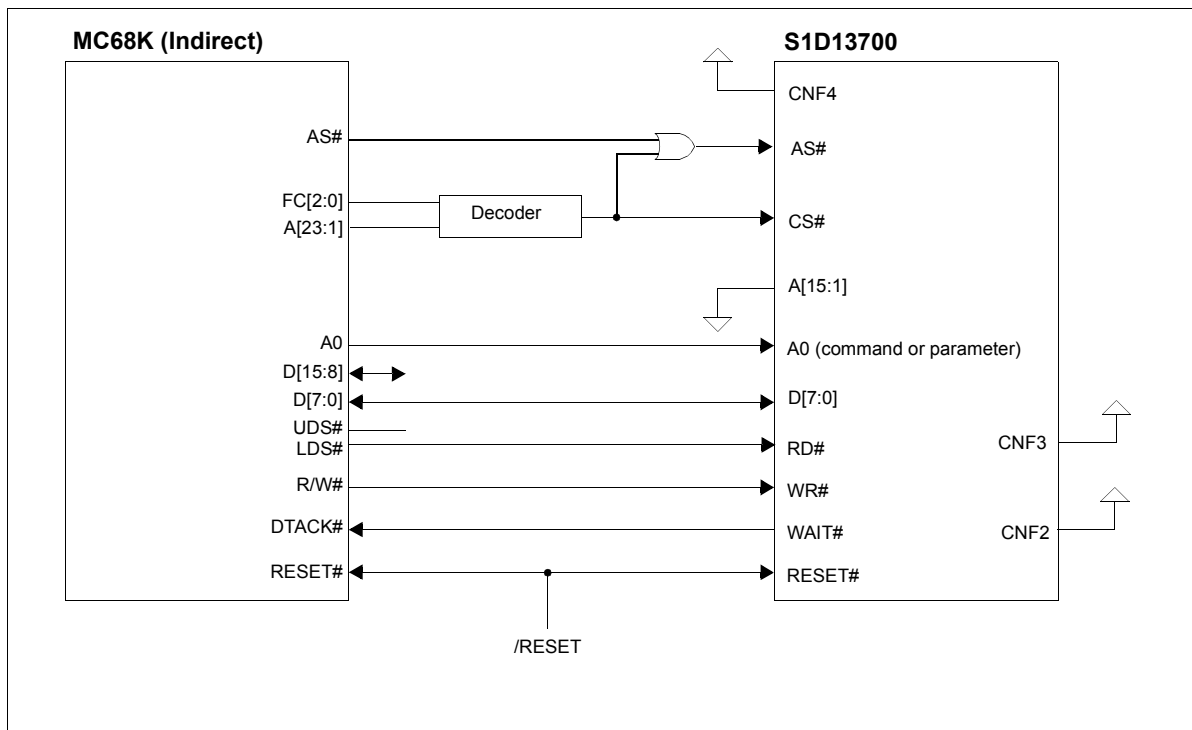 MC68K (Indirect)
S1D13700
CNF4
AS#
AS#
FC[2:0]
A[23:1]
Decoder
CS#
A[15:1]
A0
A0 (command or parameter)
D[15:8]
D[7:0]
D[7:0]
UDS#
LDS#
RD#
CNF3
R/W#
WR#
DTACK#
WAIT#
CNF2
RESET#
RESET#
/RESET